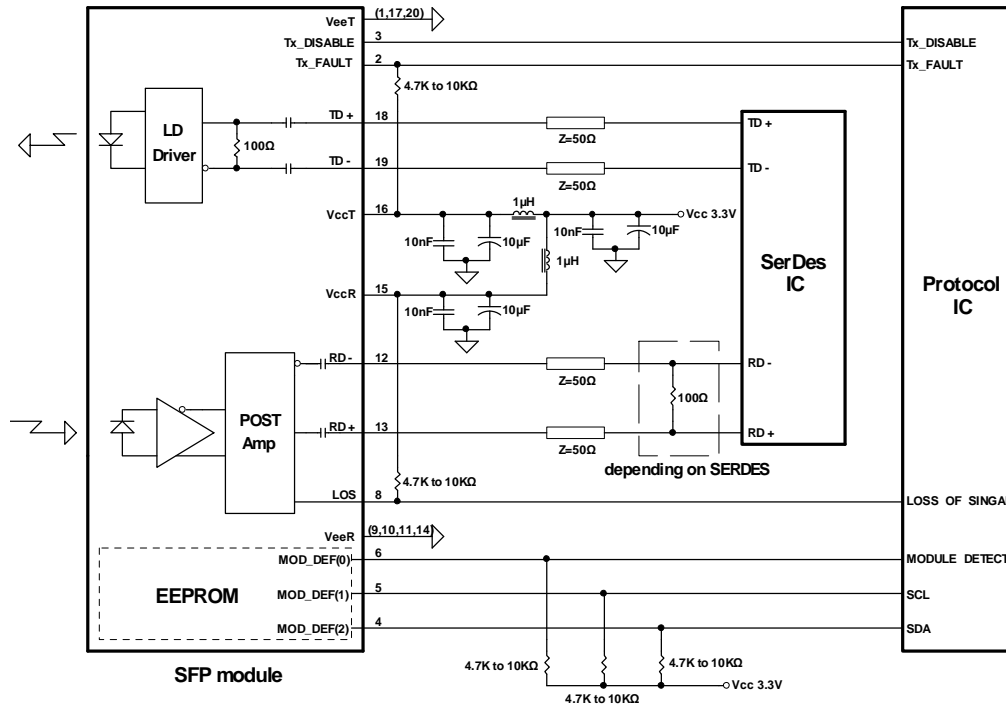 VeeT (1,17,20)
Tx_DISABLE 3 Tx_DISABLE
Tx_FAULT 2 Tx_FAULT
4.7K to 10KΩ
LD
Driver
100Ω
TD + 18 Z=50Ω TD +
TD - 19 Z=50Ω TD -
VccT 16 1µH Vcc 3.3V
10nF 10µF 10nF 10µF
1µH
SerDes
IC
Protocol
IC
VccR 15
10nF 10µF
RD - 12 Z=50Ω RD -
100Ω
POST
Amp
RD + 13 Z=50Ω RD +
depending on SERDES
4.7K to 10KΩ
LOS 8 LOSS OF SINGAL
VeeR (9,10,11,14)
MOD_DEF(0) 6 MODULE DETECT
EEPROM
MOD_DEF(1) 5 SCL
MOD_DEF(2) 4 SDA
SFP module
4.7K to 10KΩ 4.7K to 10KΩ
4.7K to 10KΩ
Vcc 3.3V